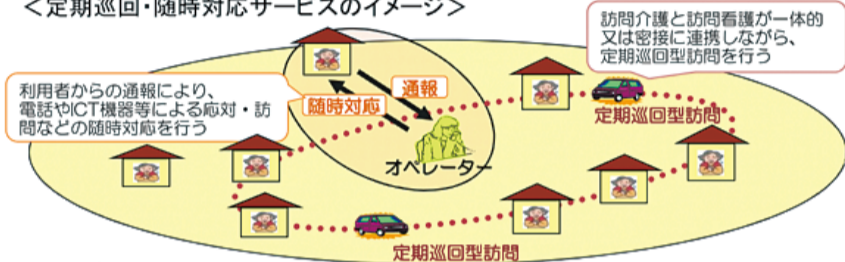 ＜定期巡回・随時対応サービスのイメージ＞
訪問介護と訪問看護が一体的
又は密接に連携しながら、
定期巡回型訪問を行う
利用者からの通報により、
電話やICT機器等による応対・訪
問などの随時対応を行う
通報
随時対応
定期巡回型訪問
オペレーター
定期巡回型訪問